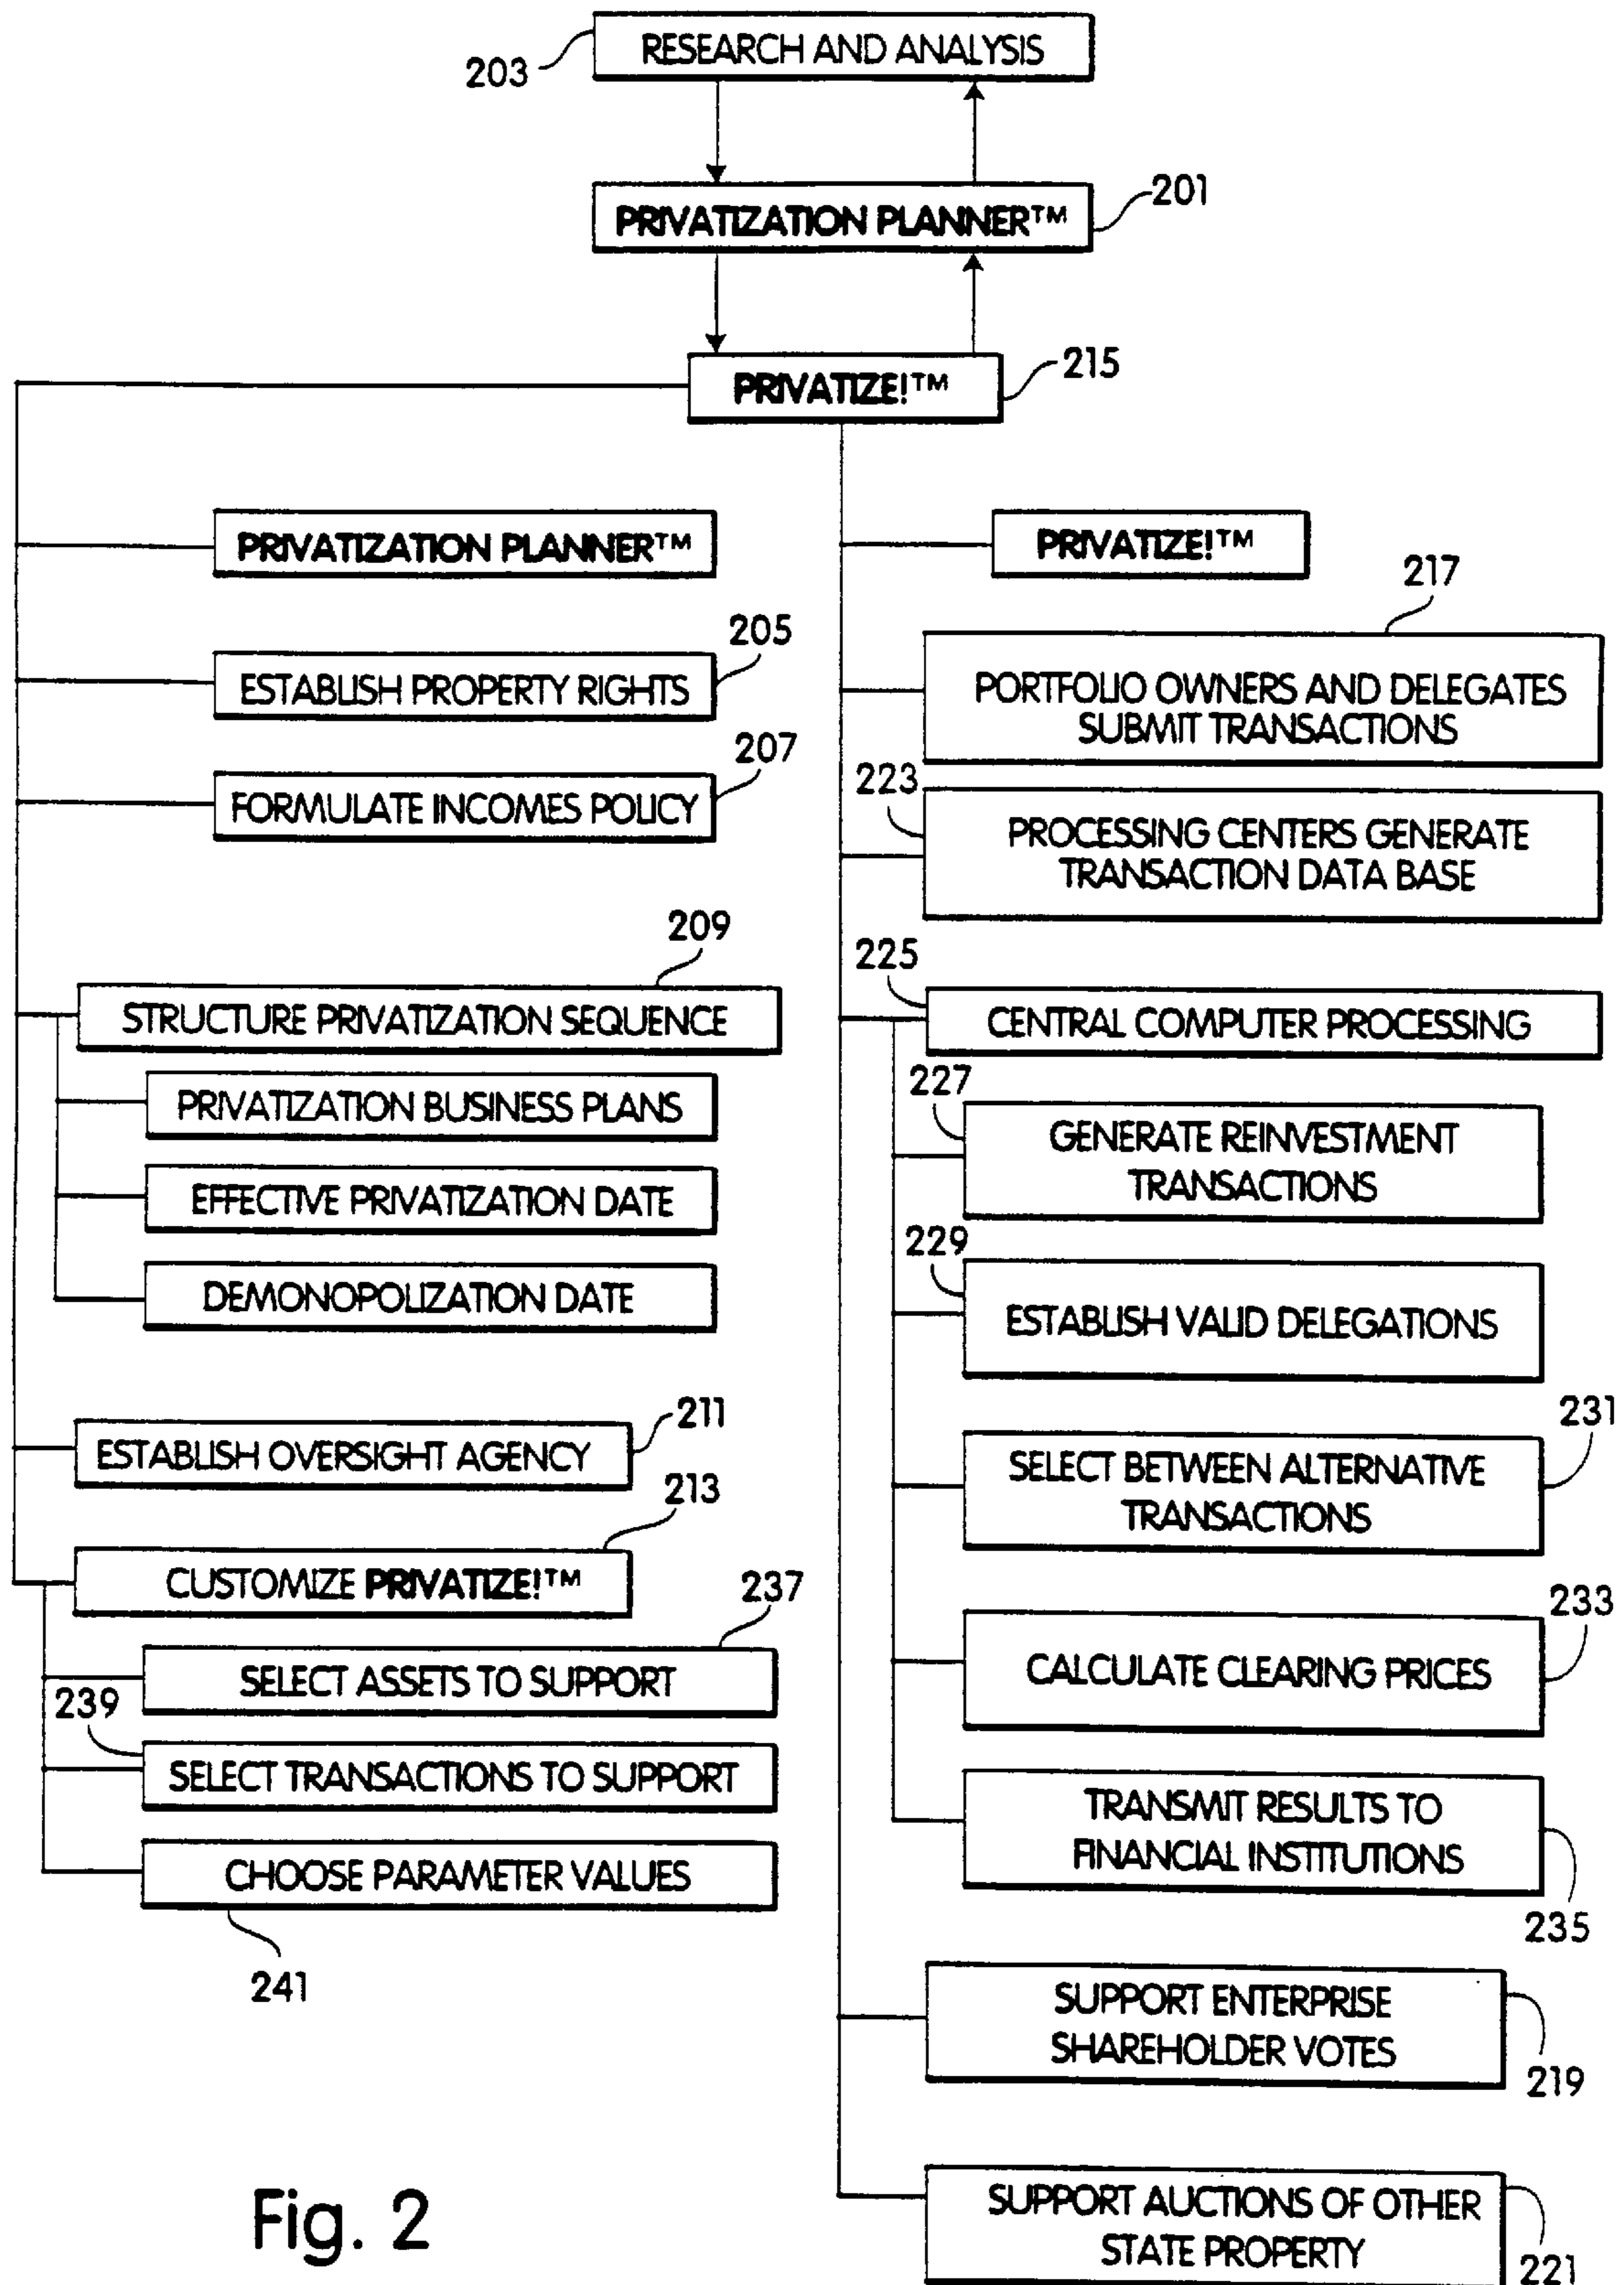 RESEARCH AND ANALYSIS
203
PRIVATIZATION PLANNER™
201
PRIVATIZE!™
215
PRIVATIZATION PLANNER™
205
ESTABLISH PROPERTY RIGHTS
207
FORMULATE INCOMES POLICY
209
STRUCTURE PRIVATIZATION SEQUENCE
PRIVATIZATION BUSINESS PLANS
EFFECTIVE PRIVATIZATION DATE
DEMONOPOLIZATION DATE
211
ESTABLISH OVERSIGHT AGENCY
213
CUSTOMIZE PRIVATIZE!™
237
SELECT ASSETS TO SUPPORT
239
SELECT TRANSACTIONS TO SUPPORT
CHOOSE PARAMETER VALUES
241
PRIVATIZE!™
217
PORTFOLIO OWNERS AND DELEGATES
SUBMIT TRANSACTIONS
223
PROCESSING CENTERS GENERATE
TRANSACTION DATA BASE
225
CENTRAL COMPUTER PROCESSING
227
GENERATE REINVESTMENT
TRANSACTIONS
229
ESTABLISH VALID DELEGATIONS
231
SELECT BETWEEN ALTERNATIVE
TRANSACTIONS
233
CALCULATE CLEARING PRICES
TRANSMIT RESULTS TO
FINANCIAL INSTITUTIONS
235
SUPPORT ENTERPRISE
SHAREHOLDER VOTES
219
SUPPORT AUCTIONS OF OTHER
STATE PROPERTY
221
Fig. 2